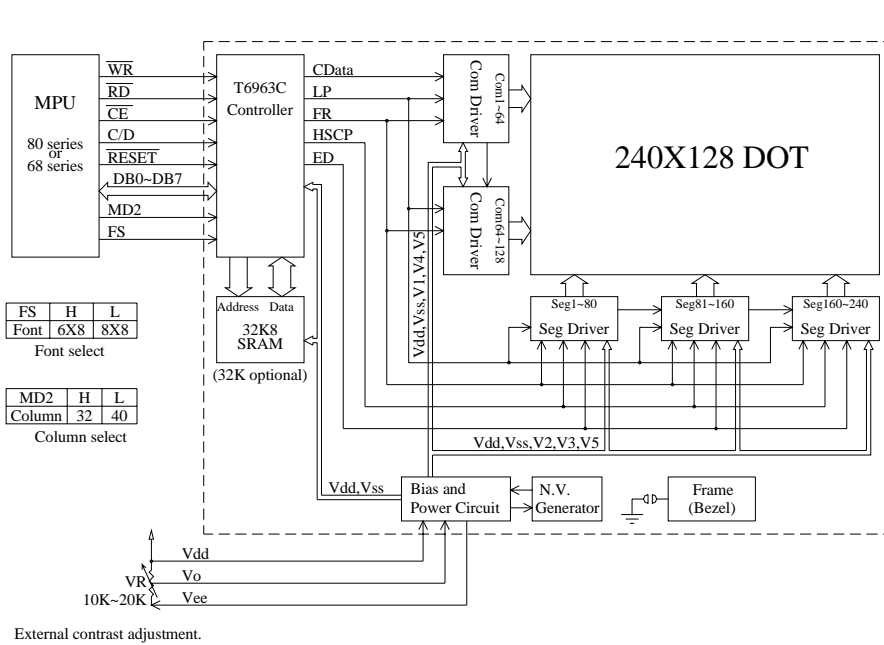 MPU
80 series
or
68 series
WR
RD
CE
C/D
RESET
DB0~DB7
MD2
FS
T6963C
Controller
CData
LP
FR
HSCP
ED
Com1~64
Com Driver
Com64~128
Com Driver
240X128 DOT
Vdd,Vss,V1,V4,V5
Address Data
32K8
SRAM
(32K optional)
Seg1~80
Seg Driver
Seg81~160
Seg Driver
Seg160~240
Seg Driver
FS H L
Font 6X8 8X8
Font select
MD2 H L
Column 32 40
Column select
Vdd,Vss,V2,V3,V5
Vdd,Vss
Bias and
Power Circuit
N.V.
Generator
Frame
(Bezel)
Vdd
Vo
Vee
VR
10K~20K
External contrast adjustment.